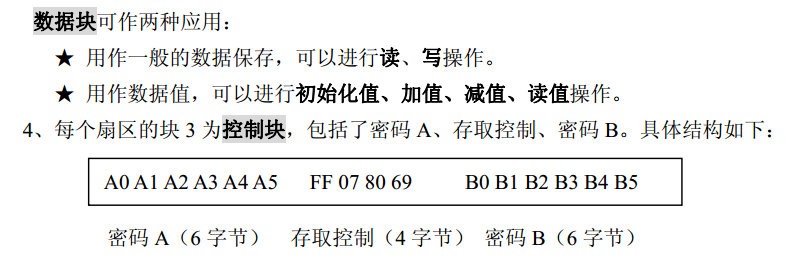 数据块可作两种应用：
★ 用作一般的数据保存，可以进行读、写操作。
★ 用作数据值，可以进行初始化值、加值、减值、读值操作。
4、每个扇区的块 3 为控制块，包括了密码 A、存取控制、密码 B。具体结构如下：
A0 A1 A2 A3 A4 A5 FF 07 80 69 B0 B1 B2 B3 B4 B5
密码 A（6 字节） 存取控制（4 字节） 密码 B（6 字节）